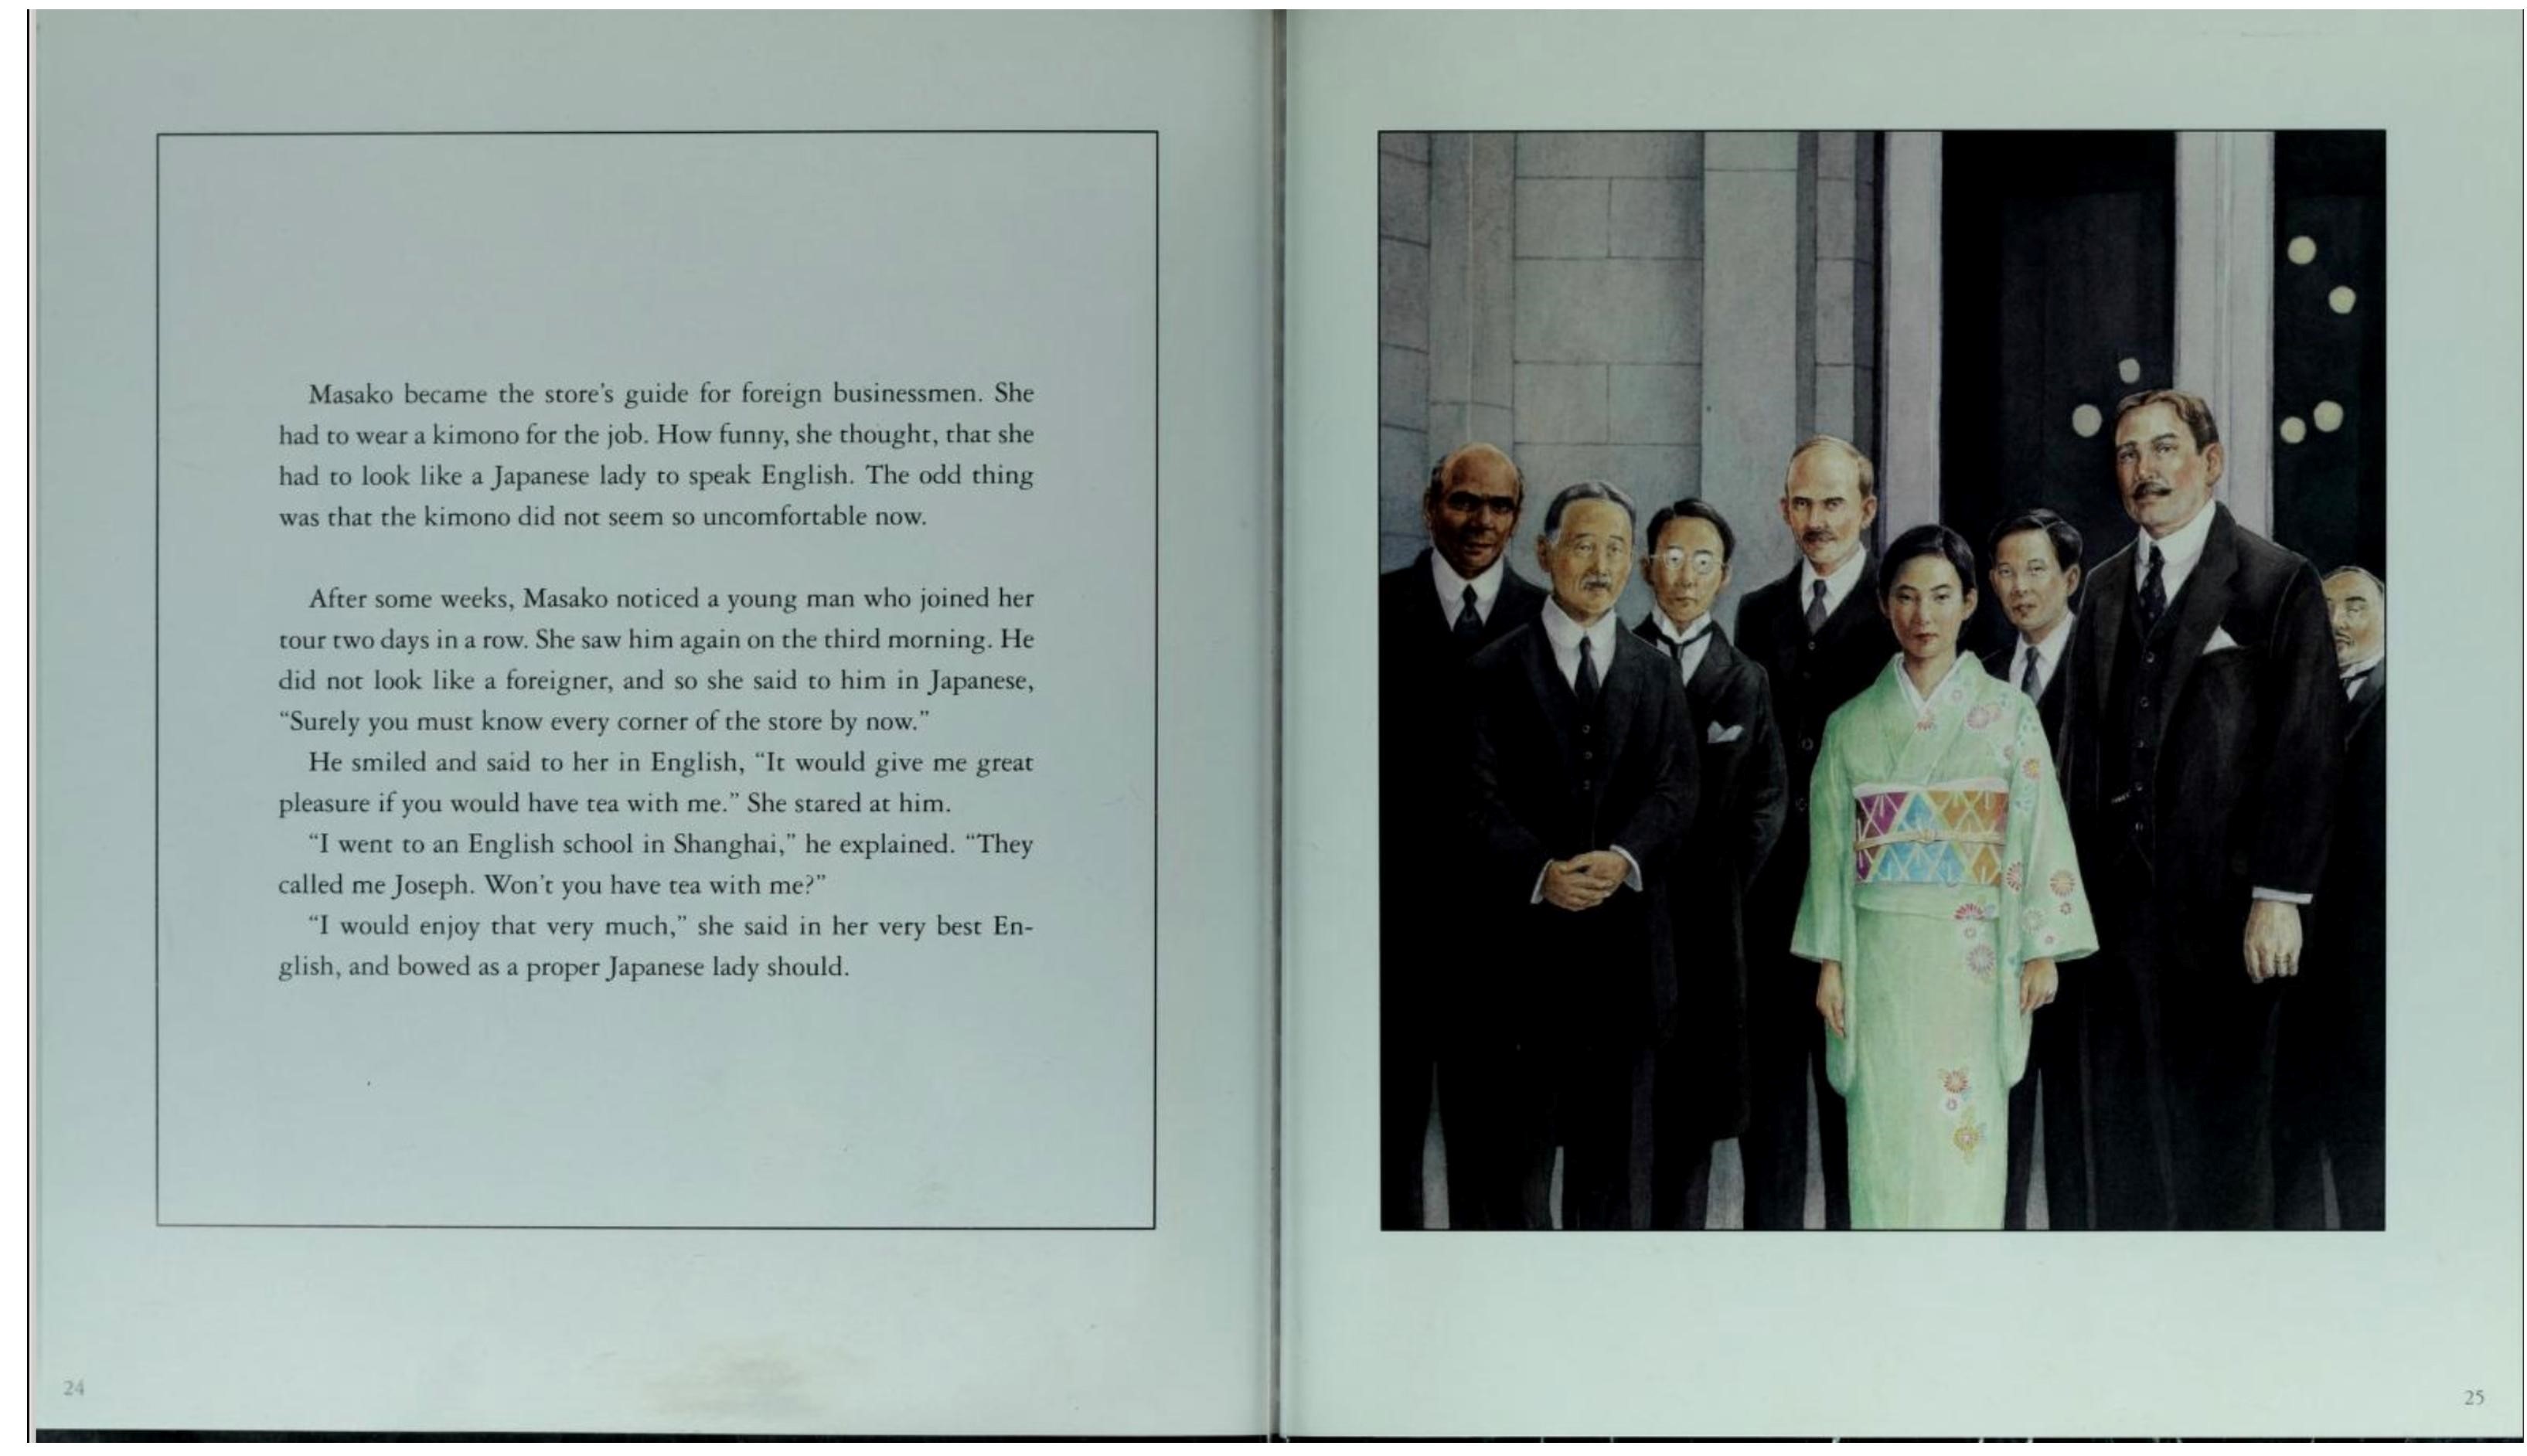 Masako became the store's guide for foreign businessmen. She
had to wear a kimono for the job. How funny, she thought, that she
had to look like a Japanese lady to speak English. The odd thing
was that the kimono did not seem so uncomfortable now.
After some weeks, Masako noticed a young man who joined her
tour two days in a row. She saw him again on the third morning. He
did not look like a foreigner, and so she said to him in Japanese,
“Surely you must know every corner of the store by now.”
He smiled and said to her in English, “It would give me great
pleasure if you would have tea with me.” She stared at him.
“I went to an English school in Shanghai,” he explained. “They
called me Joseph. Won't you have tea with me?”
“I would enjoy that very much,” she said in her very best En-
glish, and bowed as a proper Japanese lady should.
24
25